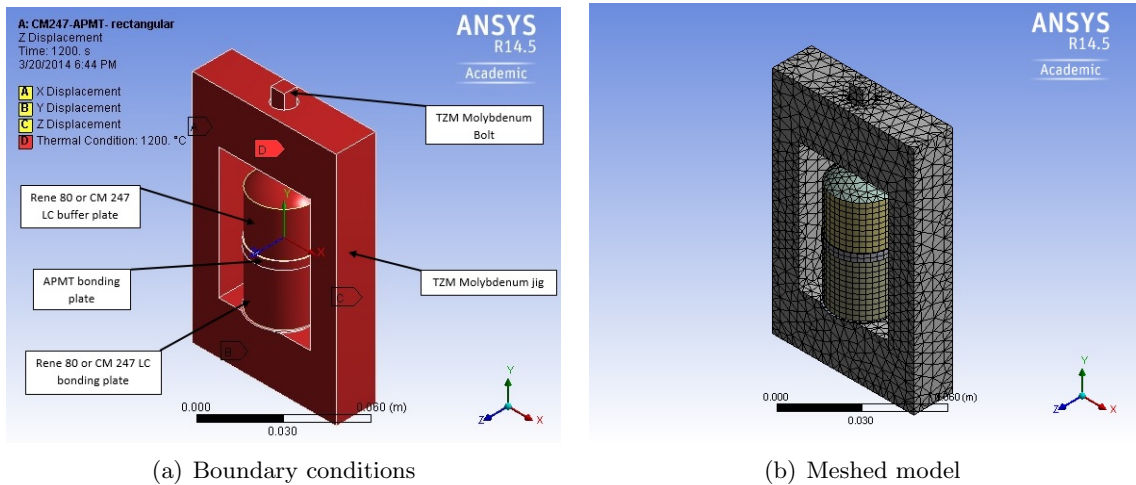 A: CM247-APMT- rectangular
Z Displacement
Time: 1200. s
3/20/2014 6:44 PM
A X Displacement
B Y Displacement
C Z Displacement
D Thermal Condition: 1200. °C
ANSYS
R14.5
Academic
TZM Molybdenum
Bolt
A
D
Rene 80 or CM 247
LC buffer plate
Y
X
APMT bonding
plate
TZM Molybdenum jig
C
B
Rene 80 or CM 247 LC
bonding plate
0.000
0.060 (m)
0.030
Y
Z
X
(a) Boundary conditions
ANSYS
R14.5
Academic
0.000
0.060 (m)
0.030
Y
Z
X
(b) Meshed model